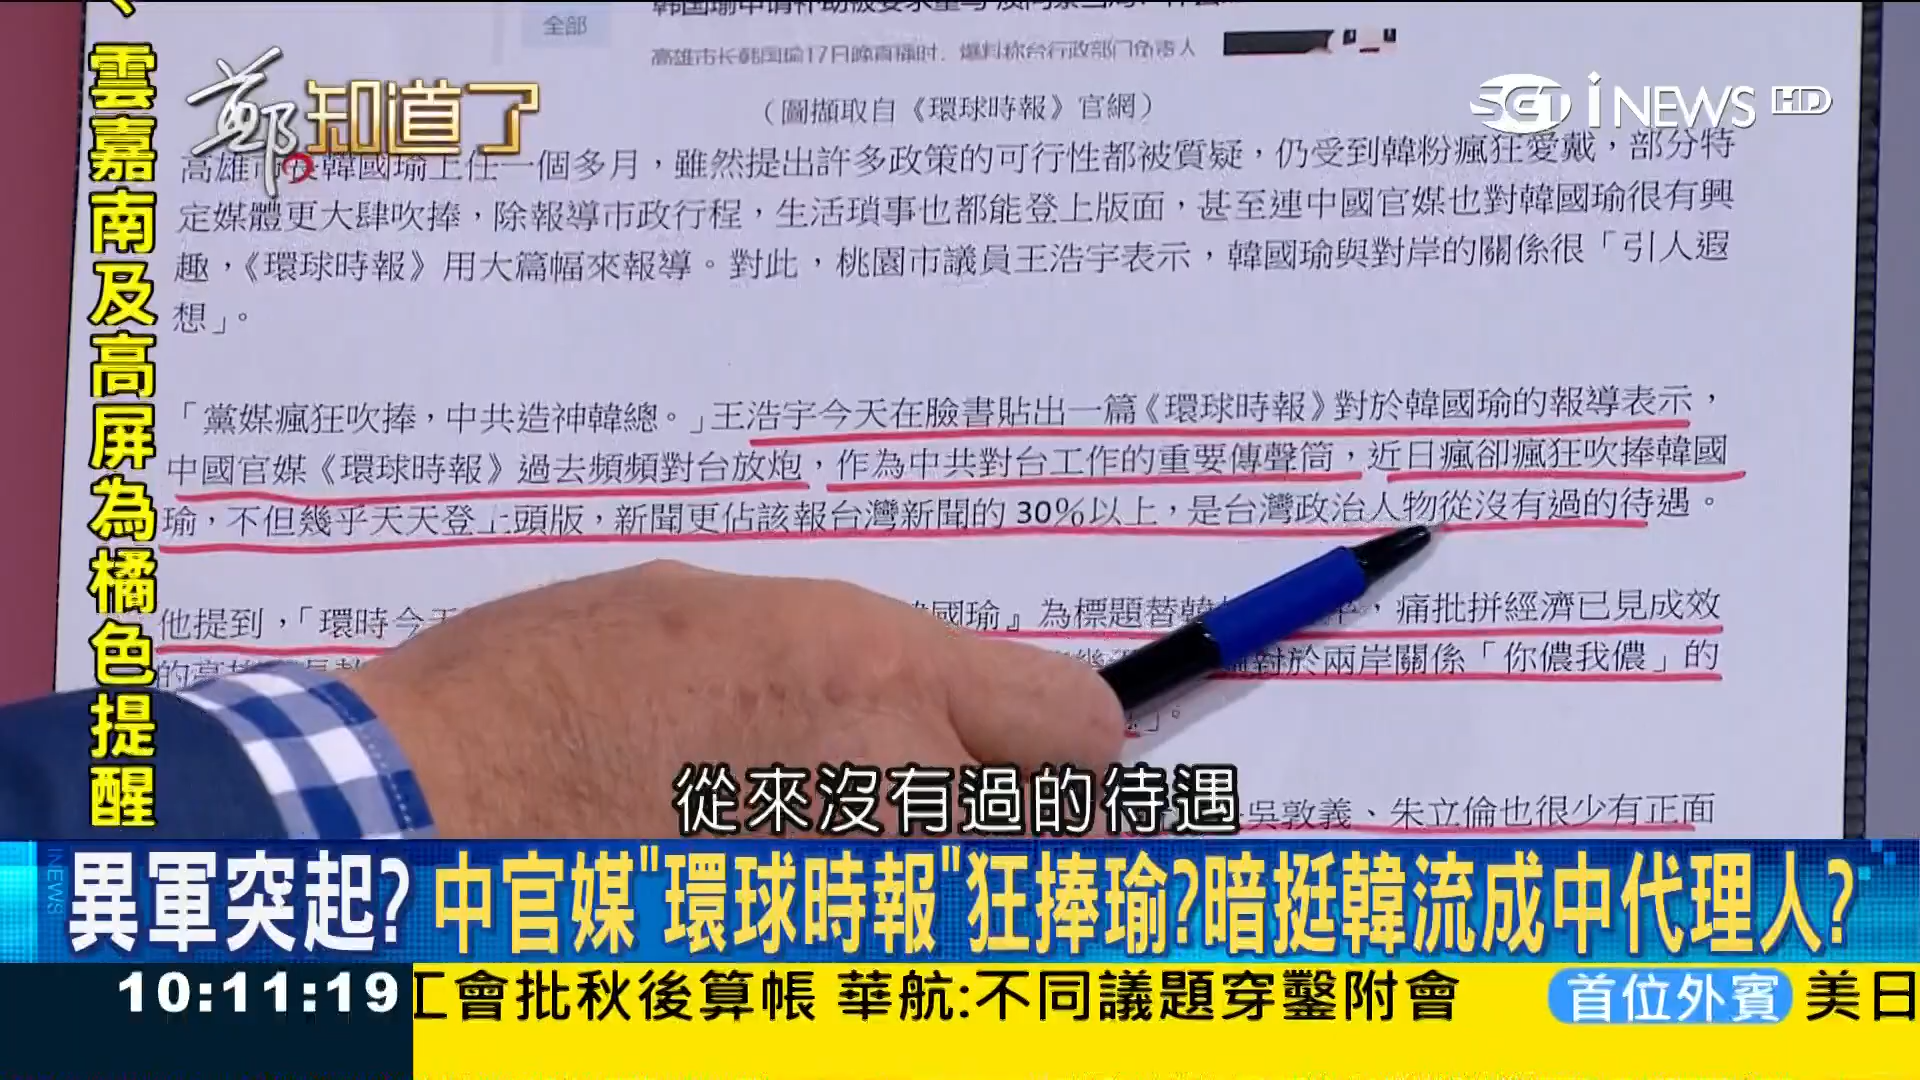 全部
高雄市长韩国瑜17日晚直播时,爆料称台行政部门负责人
(圖擷取自《環球時報》官網)
鄭知道了
SET iNEWS HD
高雄市長韓國瑜上任一個多月,雖然提出許多政策的可行性都被質疑,仍受到韓粉瘋狂愛戴,部分特
定媒體更大肆吹捧,除報導市政行程,生活瑣事也都能登上版面,甚至連中國官媒也對韓國瑜很有興
趣,《環球時報》用大篇幅來報導。對此,桃園市議員王浩宇表示,韓國瑜與對岸的關係很「引人遐
想」。
「黨媒瘋狂吹捧,中共造神韓總。」王浩宇今天在臉書貼出一篇《環球時報》對於韓國瑜的報導表示,
中國官媒《環球時報》過去頻頻對台放炮,作為中共對台工作的重要傳聲筒,近日瘋卻瘋狂吹捧韓國
瑜,不但幾乎天天登上頭版,新聞更佔該報台灣新聞的 30%以上,是台灣政治人物從沒有過的待遇。
他提到,「環時今天 國瑜』為標題替韓 ,痛批拼經濟已見成效
的高雄 對於兩岸關係「你儂我儂」的
」。
吳敦義、朱立倫也很少有正面
從來沒有過的待遇
、雲嘉南及高屏為橘色提醒
iNEWS
異軍突起?中官媒"環球時報"狂捧瑜?暗挺韓流成中代理人?
10:11:19
工會批秋後算帳 華航:不同議題穿鑿附會 首位外賓 美日